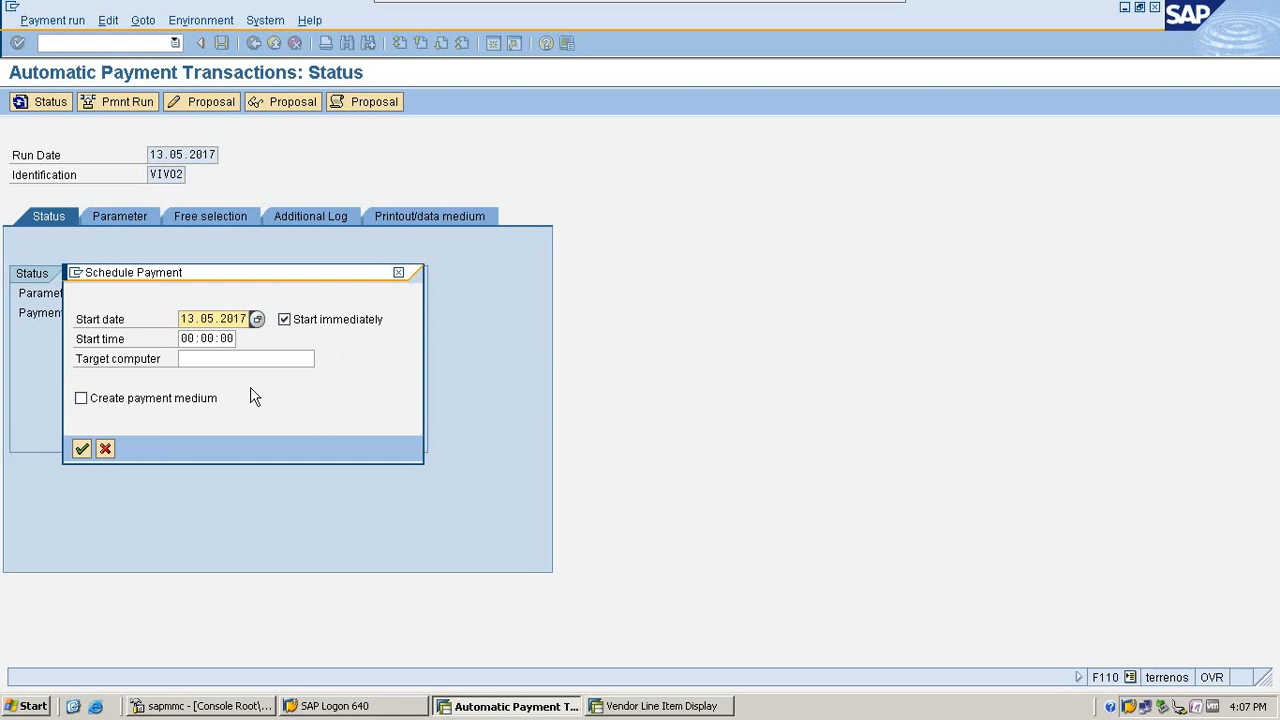 Payment run Edit Goto Environment System Help
SAP
Automatic Payment Transactions: Status
Status Pmnt Run Proposal Proposal Proposal
Run Date 13.05.2017
Identification VIVO2
Status Parameter Free selection Additional Log Printout/data medium
Status
Schedule Payment
Paramet
Payment
Start date 13.05.2017 Start immediately
Start time 00:00:00
Target computer
Create payment medium
F110 terrenos OVR
Start sapmmc - [Console Root\... SAP Logon 640 Automatic Payment T... Vendor Line Item Display 4:07 PM